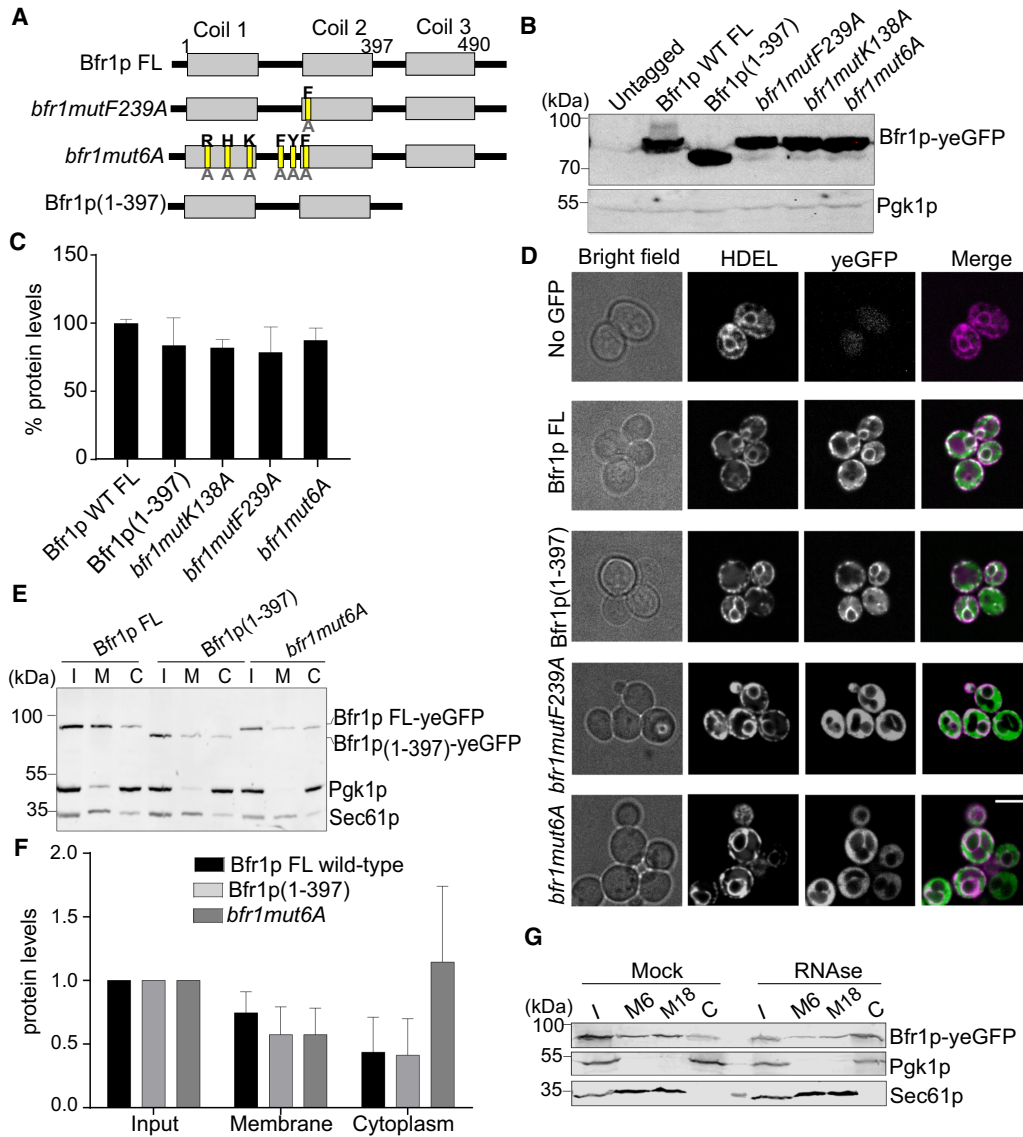 A
Coil 1
Coil 2
Coil 3
1
397
490
Bfr1p FL
bfr1mutF239A
F
A
bfr1mut6A
R H K F Y F
A A A A A A
Bfr1p(1-397)
B
Untagged
Bfr1p WT FL
Bfr1p(1-397)
bfr1mutF239A
bfr1mutK138A
bfr1mut6A
(kDa)
100
70
55
Bfr1p-yeGFP
Pgk1p
C
% protein levels
150
100
50
0
Bfr1p WT FL
Bfr1p(1-397)
bfr1mutK138A
bfr1mutF239A
bfr1mut6A
D
Bright field
HDEL
yeGFP
Merge
No GFP
Bfr1p FL
Bfr1p(1-397)
bfr1mutF239A
bfr1mut6A
E
Bfr1p FL
Bfr1p(1-397)
bfr1mut6A
(kDa)
I M C I M C I M C
100
55
35
Bfr1p FL-yeGFP
Bfr1p(1-397)-yeGFP
Pgk1p
Sec61p
F
protein levels
2.0
1.5
1.0
0.5
0.0
Bfr1p FL wild-type
Bfr1p(1-397)
bfr1mut6A
Input
Membrane
Cytoplasm
G
Mock
RNAse
(kDa)
I M6 M18 C I M6 M18 C
100
55
35
Bfr1p-yeGFP
Pgk1p
Sec61p